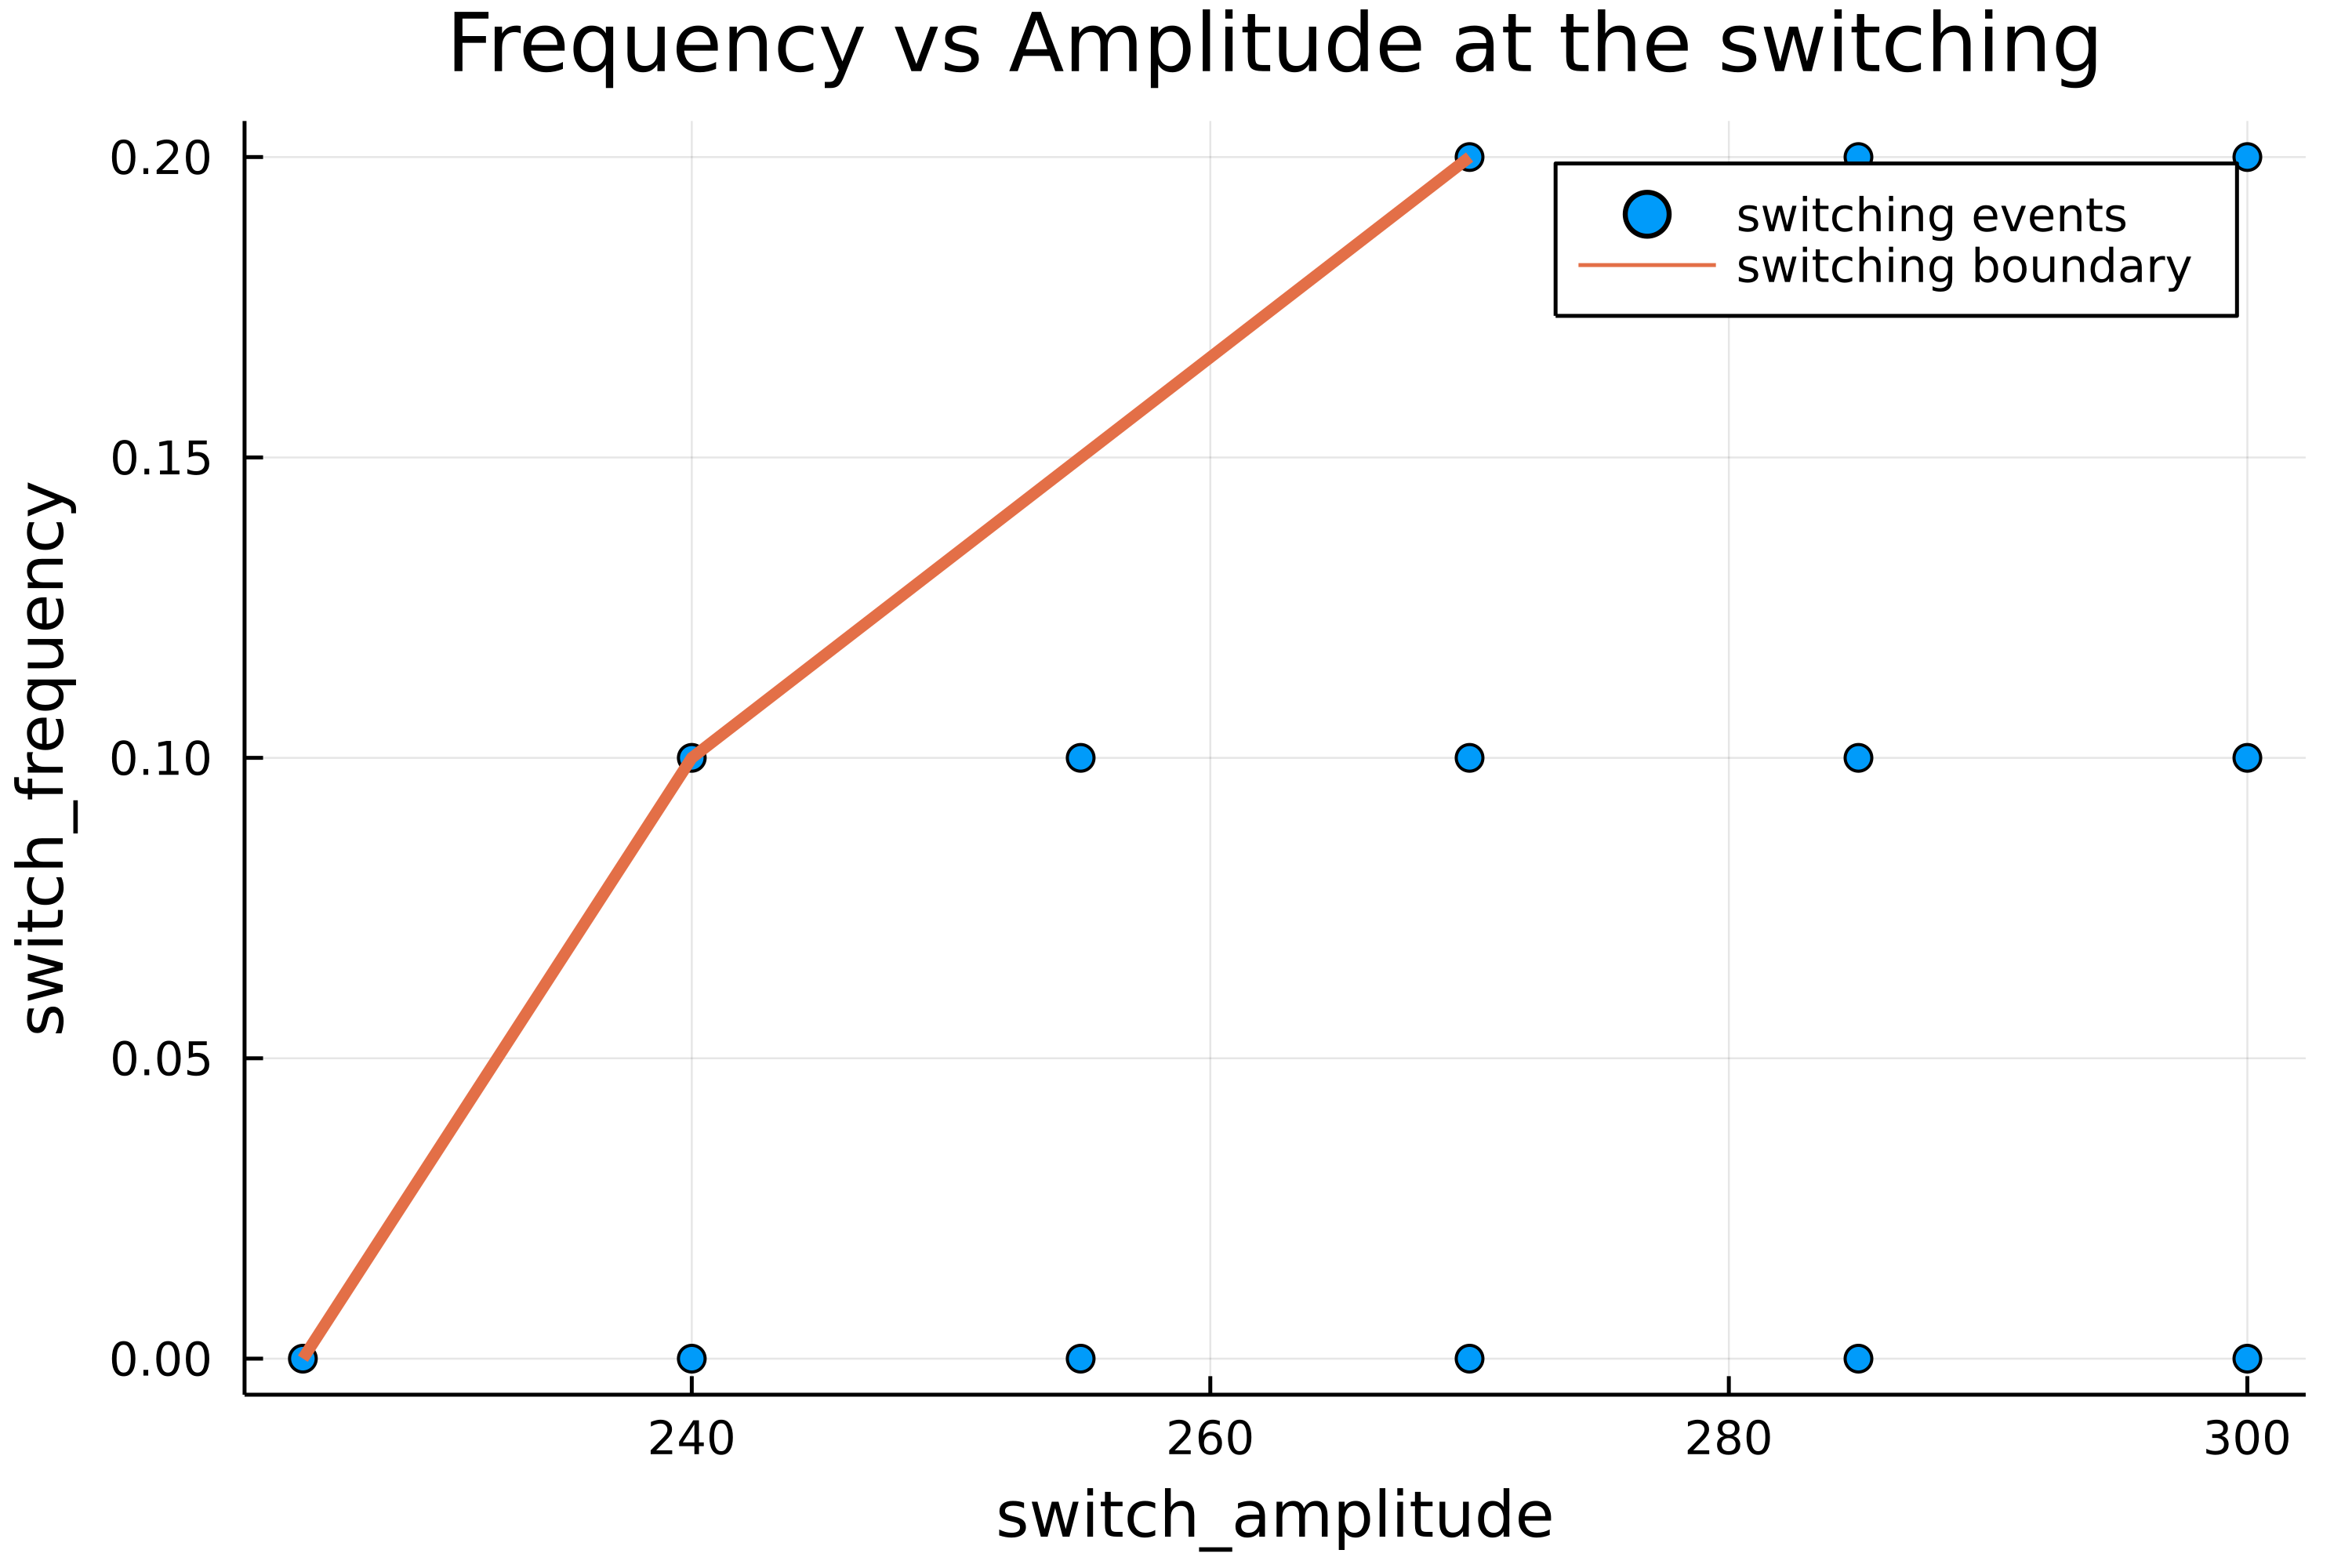 Frequency vs Amplitude at the switching
0.20
switching events
switching boundary
0.15
0.10
0.05
0.00
switch_frequency
240 260 280 300
switch_amplitude